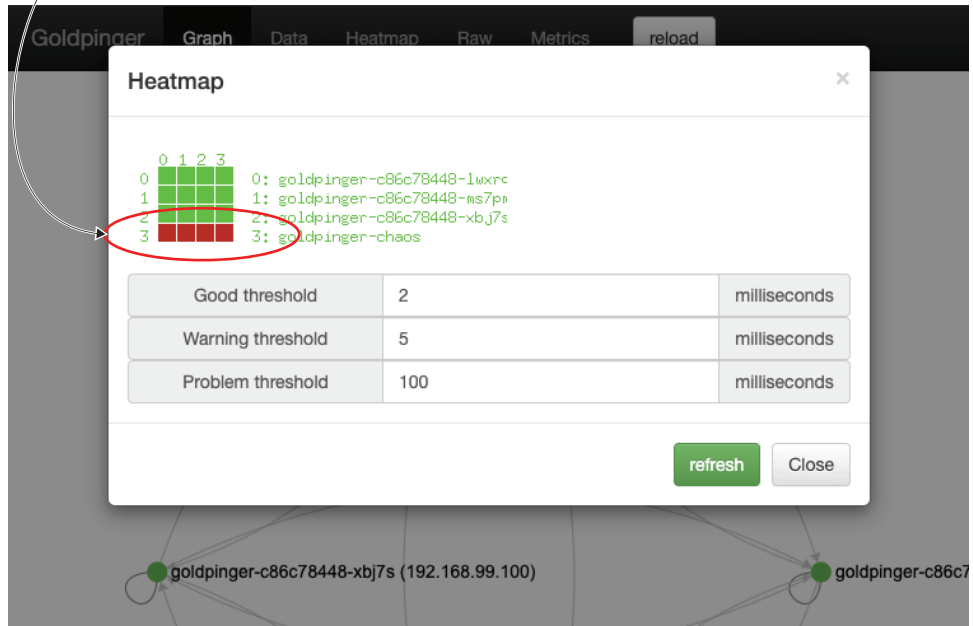 Goldpinger Graph Data Heatmap Raw Metrics reload
Heatmap ×
0 1 2 3
0 0: goldpinger-c86c78448-lwxrc
1 1: goldpinger-c86c78448-ms7pm
2 2: goldpinger-c86c78448-xbj7s
3 3: goldpinger-chaos
Good threshold 2 milliseconds
Warning threshold 5 milliseconds
Problem threshold 100 milliseconds
refresh Close
goldpinger-c86c78448-xbj7s (192.168.99.100) goldpinger-c86c7